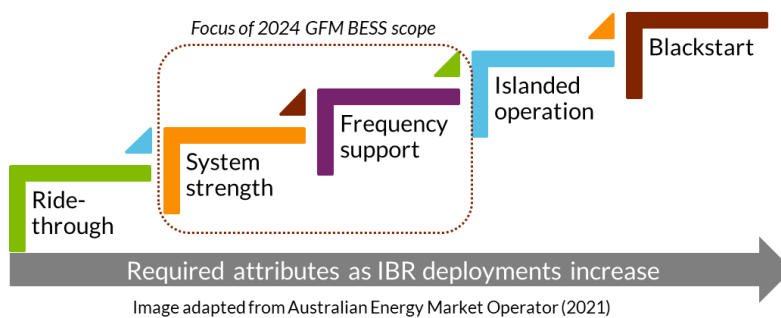 Focus of 2024 GFM BESS scope
Blackstart
Islanded
operation
Frequency
support
System
strength
Ride-
through
Required attributes as IBR deployments increase
Image adapted from Australian Energy Market Operator (2021)